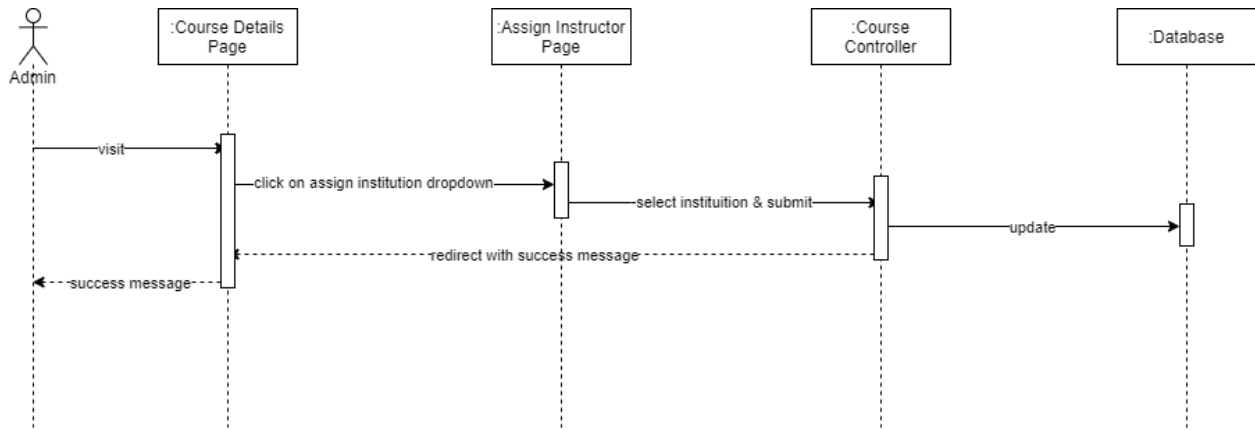 :Course Details
Page
:Assign Instructor
Page
:Course
Controller
:Database
Admin
visit
click on assign institution dropdown
select instituition & submit
update
redirect with success message
success message